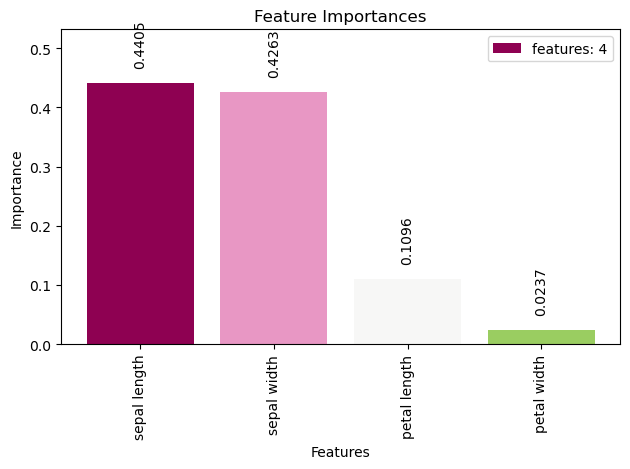 Feature Importances
features: 4
Importance
0.5
0.4
0.3
0.2
0.1
0.0
0.4405
0.4263
0.1096
0.0237
sepal length
sepal width
petal length
petal width
Features